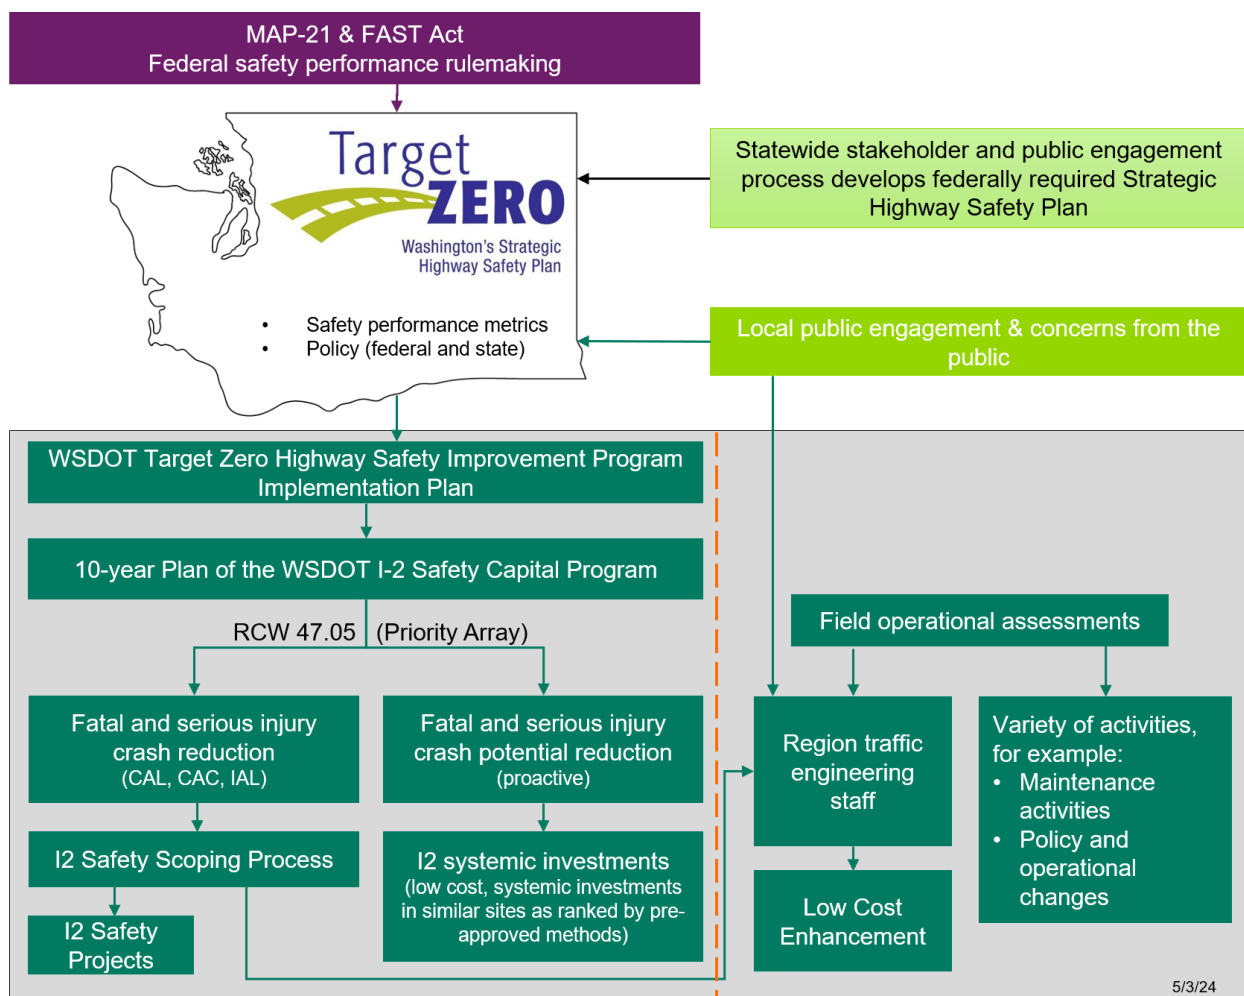 MAP-21 & FAST Act
Federal safety performance rulemaking
Target
ZERO
Washington's Strategic
Highway Safety Plan
• Safety performance metrics
• Policy (federal and state)
Statewide stakeholder and public engagement
process develops federally required Strategic
Highway Safety Plan
Local public engagement & concerns from the
public
WSDOT Target Zero Highway Safety Improvement Program
Implementation Plan
10-year Plan of the WSDOT I-2 Safety Capital Program
RCW 47.05 (Priority Array)
Fatal and serious injury
crash reduction
(CAL, CAC, IAL)
Fatal and serious injury
crash potential reduction
(proactive)
I2 Safety Scoping Process
I2 systemic investments
(low cost, systemic investments
in similar sites as ranked by pre-
approved methods)
I2 Safety
Projects
Field operational assessments
Region traffic
engineering
staff
Variety of activities,
for example:
• Maintenance
activities
• Policy and
operational
changes
Low Cost
Enhancement
5/3/24